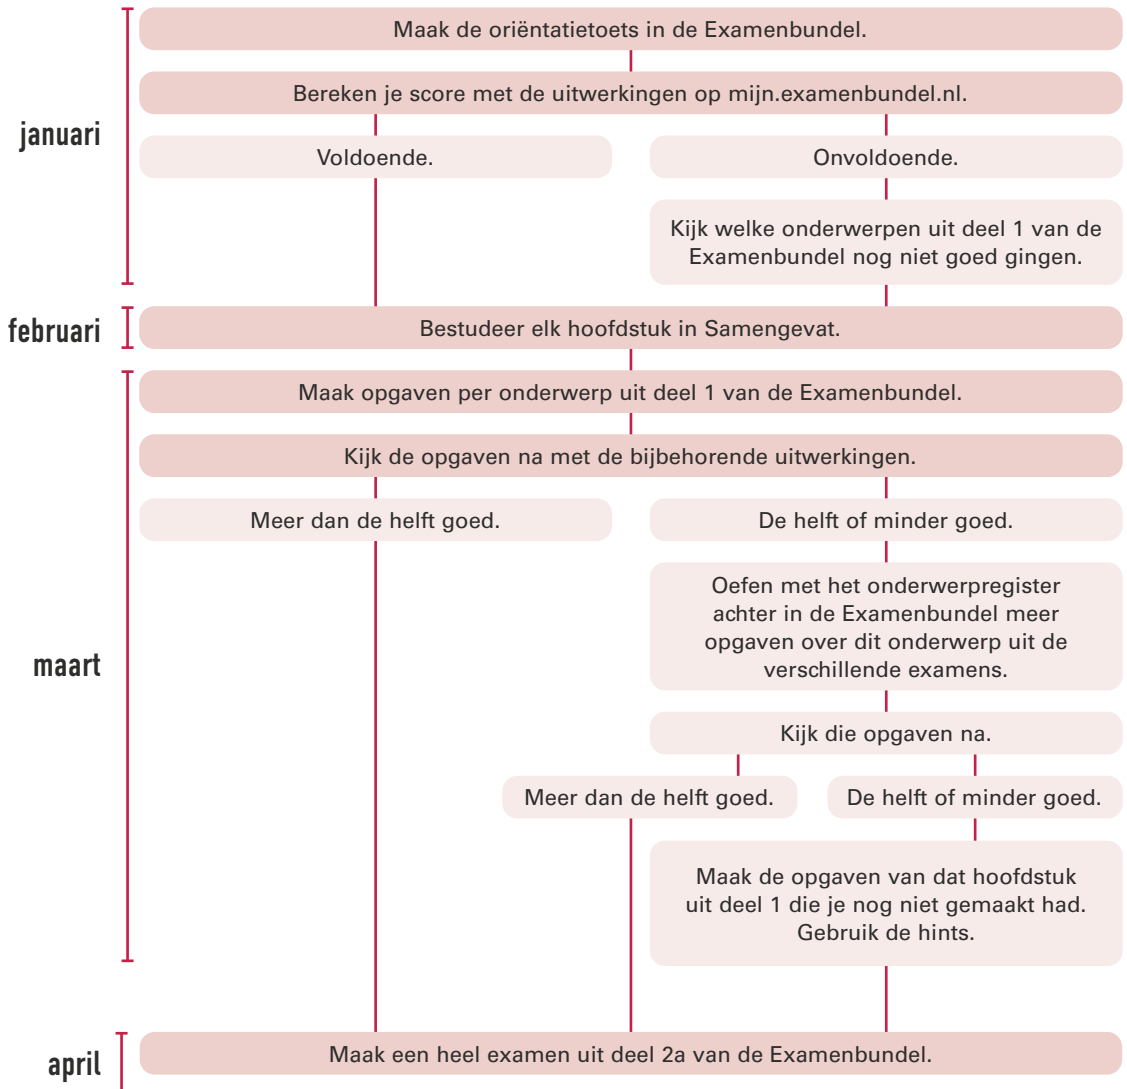 Maak de oriëntatietoets in de Examenbundel.
Bereken je score met de uitwerkingen op mijn.examenbundel.nl.
januari
Voldoende.
Onvoldoende.
Kijk welke onderwerpen uit deel 1 van de
Examenbundel nog niet goed gingen.
februari
Bestudeer elk hoofdstuk in Samengevat.
Maak opgaven per onderwerp uit deel 1 van de Examenbundel.
Kijk de opgaven na met de bijbehorende uitwerkingen.
Meer dan de helft goed.
De helft of minder goed.
Oefen met het onderwerpregister
achter in de Examenbundel meer
opgaven over dit onderwerp uit de
verschillende examens.
maart
Kijk die opgaven na.
Meer dan de helft goed.
De helft of minder goed.
Maak de opgaven van dat hoofdstuk
uit deel 1 die je nog niet gemaakt had.
Gebruik de hints.
april
Maak een heel examen uit deel 2a van de Examenbundel.